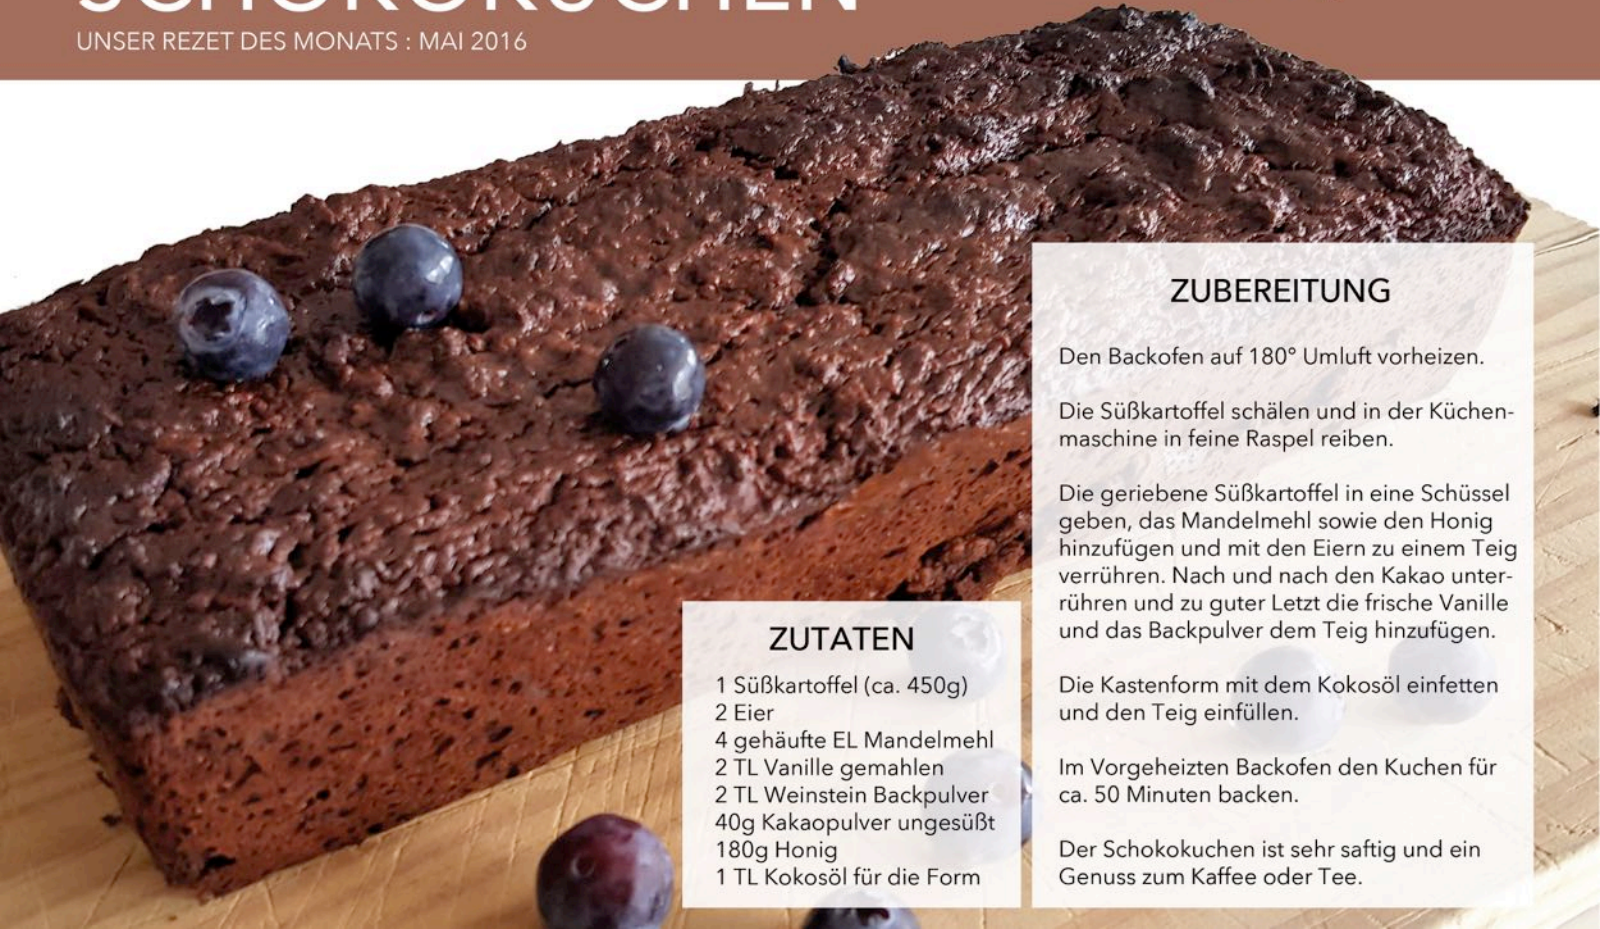 SCHOKOKUCHEN
UNSER REZET DES MONATS : MAI 2016
ZUBEREITUNG
Den Backofen auf 180° Umluft vorheizen.
Die Süßkartoffel schälen und in der Küchen-
maschine in feine Raspel reiben.
Die geriebene Süßkartoffel in eine Schüssel
geben, das Mandelmehl sowie den Honig
hinzufügen und mit den Eiern zu einem Teig
verrühren. Nach und nach den Kakao unter-
rühren und zu guter Letzt die frische Vanille
und das Backpulver dem Teig hinzufügen.
Die Kastenform mit dem Kokosöl einfetten
und den Teig einfüllen.
Im Vorgeheizten Backofen den Kuchen für
ca. 50 Minuten backen.
Der Schokokuchen ist sehr saftig und ein
Genuss zum Kaffee oder Tee.
ZUTATEN
1 Süßkartoffel (ca. 450g)
2 Eier
4 gehäufte EL Mandelmehl
2 TL Vanille gemahlen
2 TL Weinstein Backpulver
40g Kakaopulver ungesüßt
180g Honig
1 TL Kokosöl für die Form